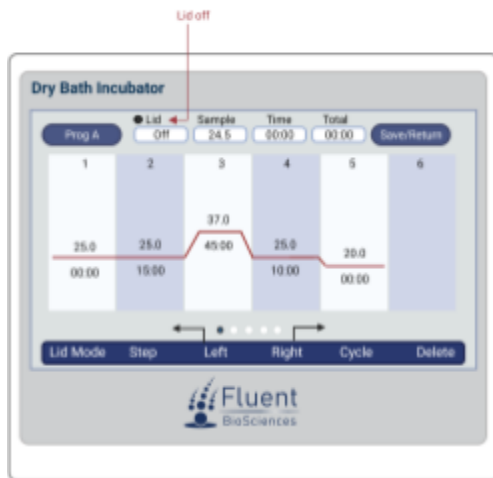 Lid off
Dry Bath Incubator
Lid Sample Time Total
Prog A Off 24.5 00:00 00:00 Save/Return
1 2 3 4 5 6
37.0
25.0 25.0 45:00 25.0 20.0
00:00 15:00 10:00 00:00
Lid Mode Step Left Right Cycle Delete
Fluent
BioSciences